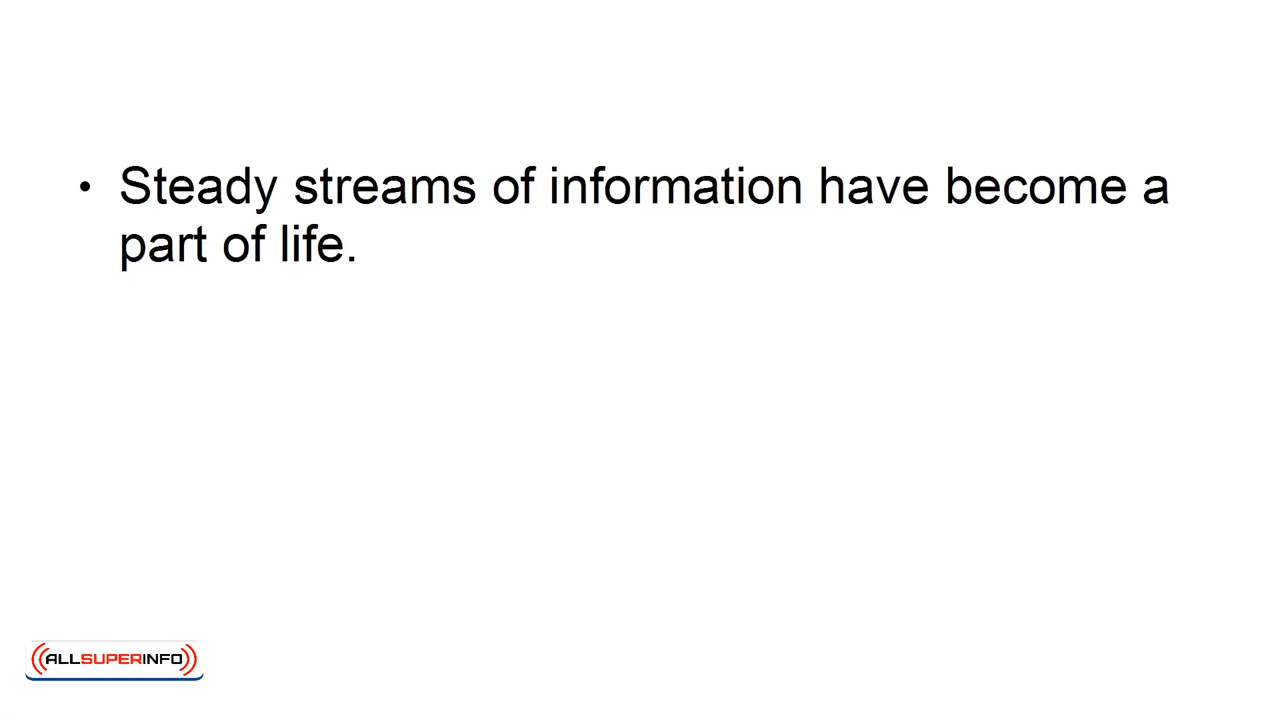 • Steady streams of information have become a
part of life.
ALLSUPERINFO